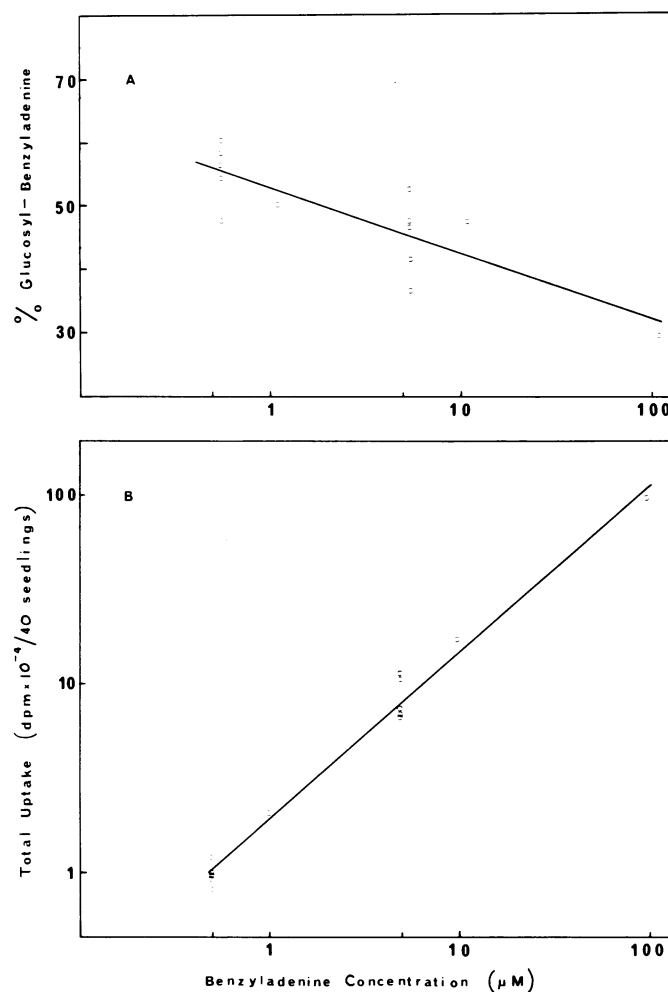 A
70
50
30
% Glucosyl-Benzyladenine
1 10 100
B
100
10
1
Total Uptake (dpm×10⁻⁴/40 seedlings)
1 10 100
Benzyladenine Concentration (μM)